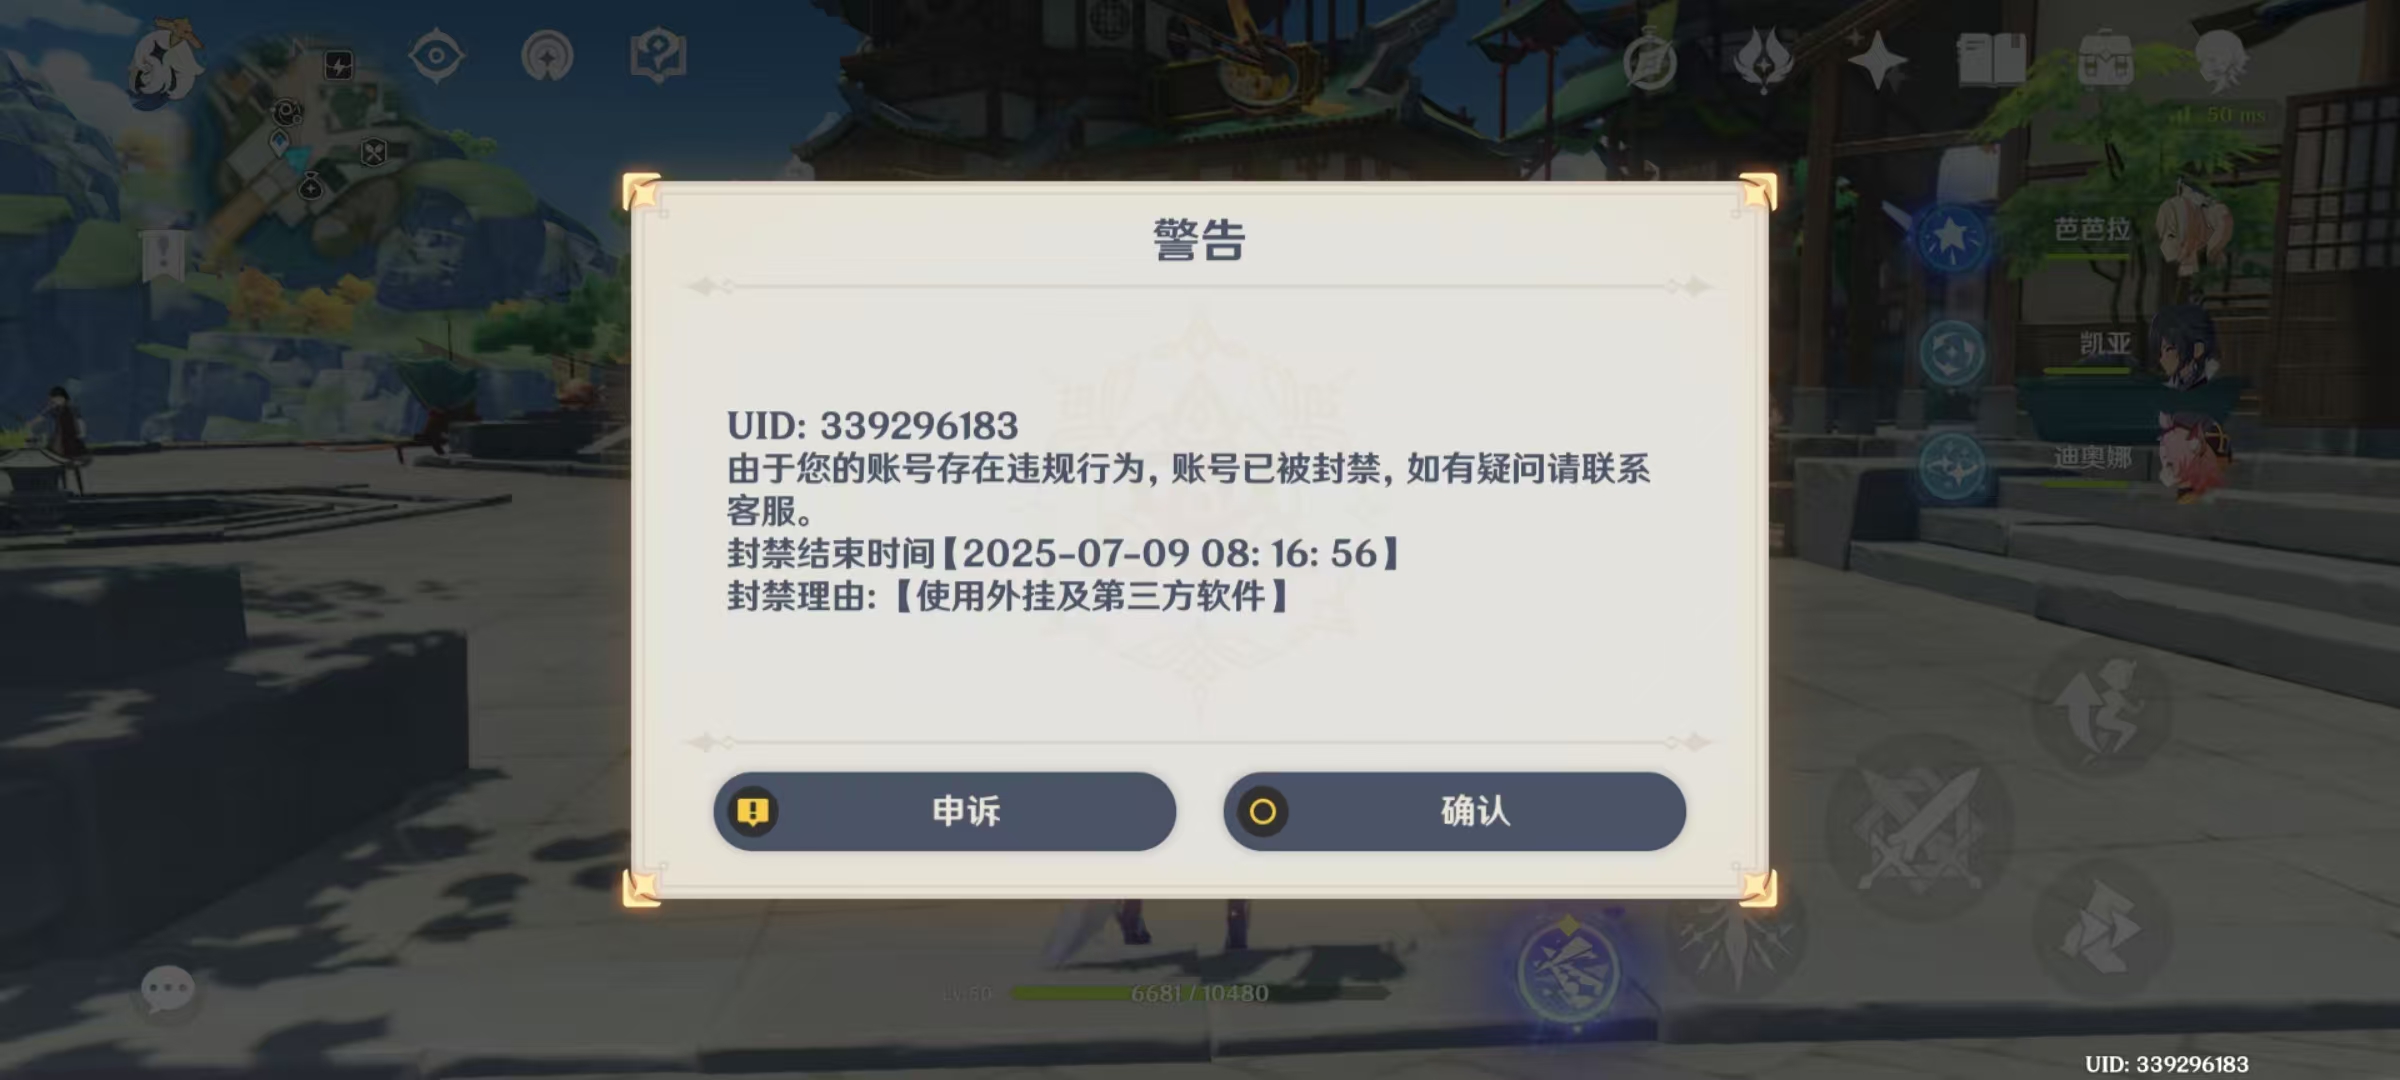 50 ms
芭芭拉
凯亚
迪奥娜
警告
UID: 339296183
由于您的账号存在违规行为, 账号已被封禁, 如有疑问请联系
客服。
封禁结束时间【2025-07-09 08: 16: 56】
封禁理由:【使用外挂及第三方软件】
申诉
确认
6681 / 10480
UID: 339296183